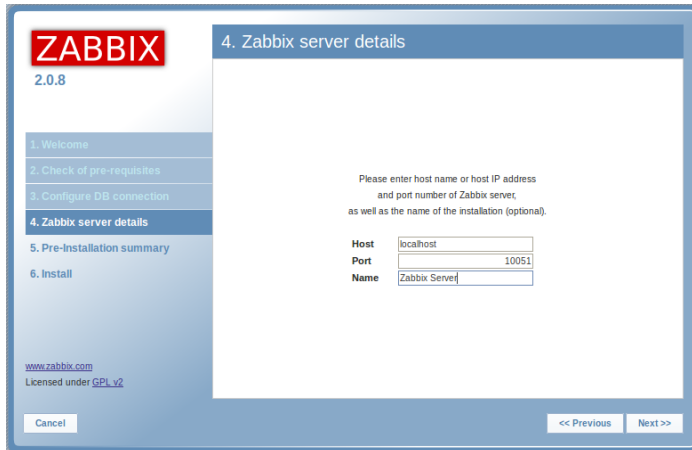 ZABBIX
2.0.8
1. Welcome
2. Check of pre-requisites
3. Configure DB connection
4. Zabbix server details
5. Pre-Installation summary
6. Install
www.zabbix.com
Licensed under GPL v2
4. Zabbix server details
Please enter host name or host IP address
and port number of Zabbix server,
as well as the name of the installation (optional).
Host localhost
Port 10051
Name Zabbix Server
Cancel
<< Previous Next >>